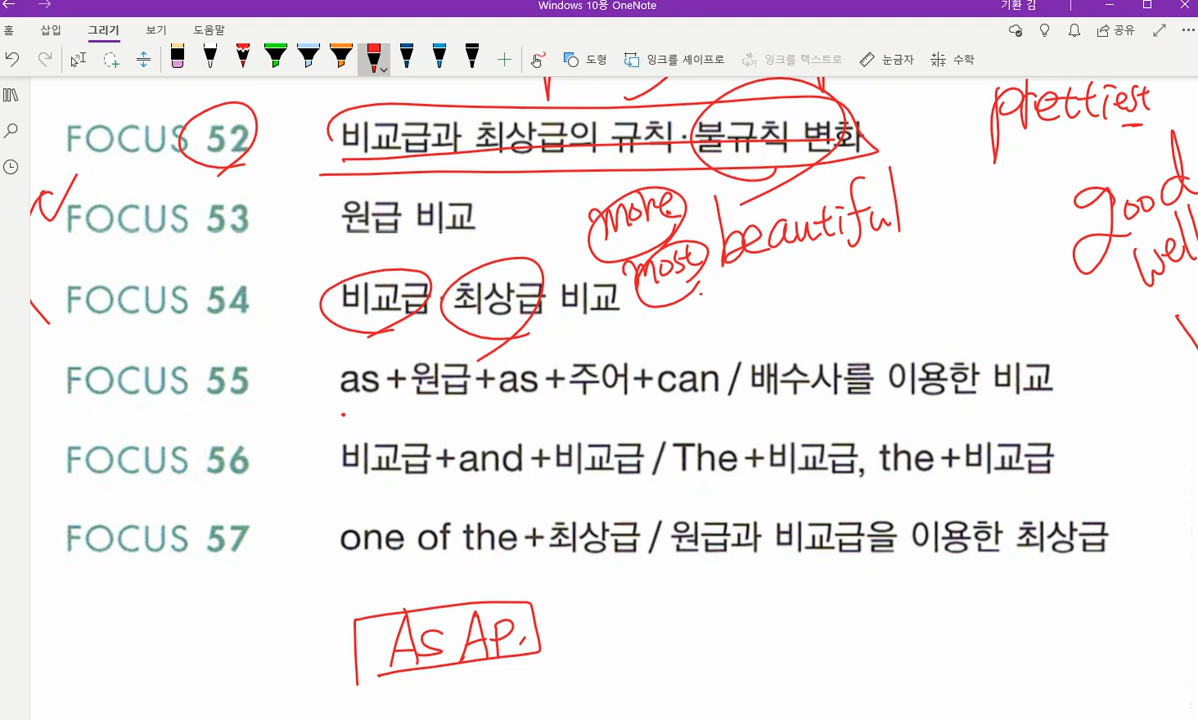 Windows 10용 OneNote
기환 김
홈 삽입 그리기 보기 도움말
공유
도형 잉크를 셰이프로 잉크를 텍스트로 눈금자 수학
prettiest
FOCUS 52 비교급과 최상급의 규칙·불규칙 변화
good
well
FOCUS 53 원급 비교
more
most
beautiful
FOCUS 54 비교급·최상급 비교
FOCUS 55 as+원급+as+주어+can/배수사를 이용한 비교
FOCUS 56 비교급+and+비교급/The+비교급, the+비교급
FOCUS 57 one of the+최상급/원급과 비교급을 이용한 최상급
As AP.